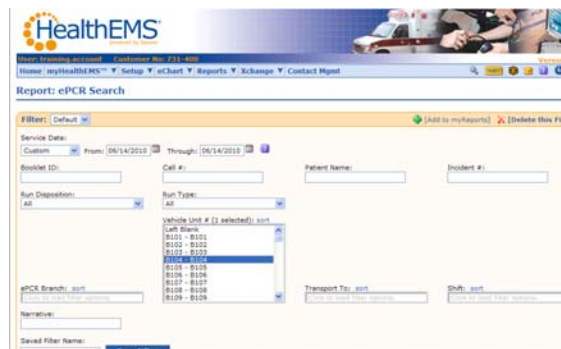 HealthEMS
User: training.account Customer No: 731-400
Home myHealthEMS™ Setup eChart Reports Xchange Contact Mgmt
Report: ePCR Search
Filter: Default [Add to myReports] [Delete this Fi
Service Date:
Custom From: 06/14/2010 Through: 06/14/2010
Booklet ID: Call #: Patient Name: Incident #:
Run Disposition: Run Type:
All All
Vehicle Unit # (1 selected): sort
Left Blank
B101 - B101
B102 - B102
B103 - B103
B104 - B104
B105 - B105
B106 - B106
B107 - B107
B108 - B108
B109 - B109
ePCR Branch: sort Transport To: sort Shift: sort
Click to load filter options. Click to load filter options. Click to load filter options.
Narrative:
Saved Filter Name: